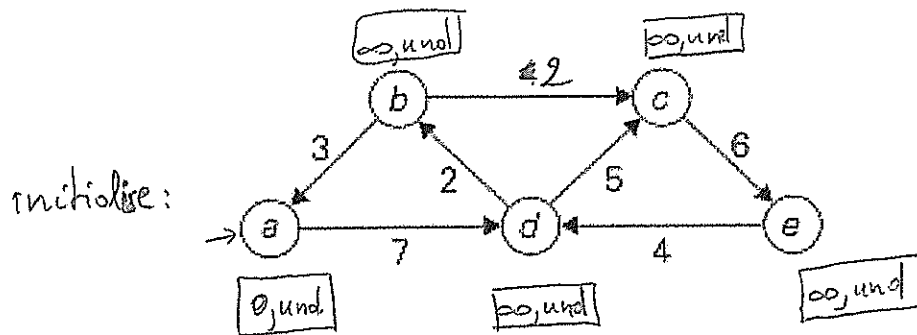 ∞,und ∞,und
2
b c
3 2 5 6
initialise:
a d e
7 4
0,und. ∞,und ∞,und